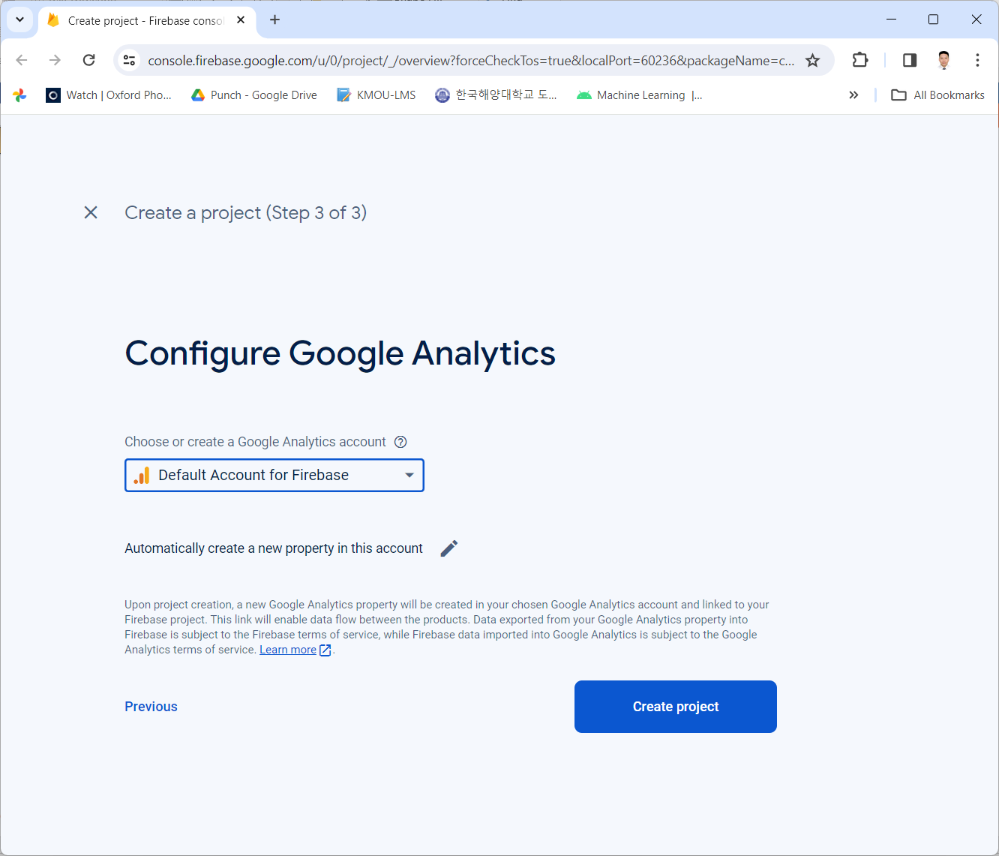 Create project - Firebase conso
console.firebase.google.com/u/0/project/_/overview?forceCheckTos=true&localPort=60236&packageName=c...
Watch | Oxford Pho...
Punch - Google Drive
KMOU-LMS
한국해양대학교 도...
Machine Learning |...
All Bookmarks
Create a project (Step 3 of 3)
Configure Google Analytics
Choose or create a Google Analytics account
Default Account for Firebase
Automatically create a new property in this account
Upon project creation, a new Google Analytics property will be created in your chosen Google Analytics account and linked to your
Firebase project. This link will enable data flow between the products. Data exported from your Google Analytics property into
Firebase is subject to the Firebase terms of service, while Firebase data imported into Google Analytics is subject to the Google
Analytics terms of service. Learn more.
Previous
Create project